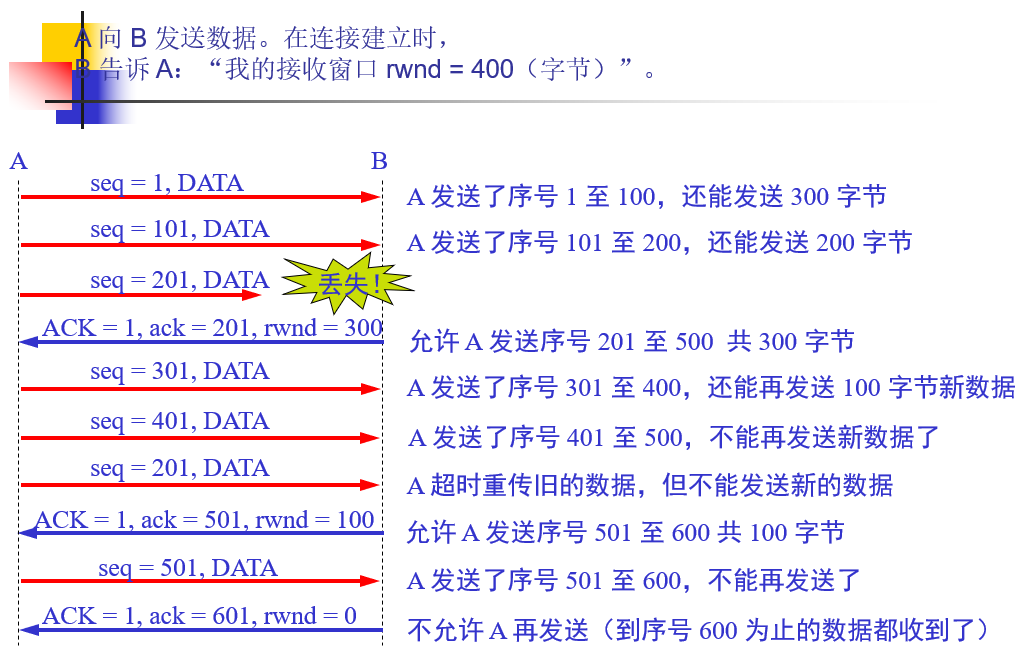 A 向 B 发送数据。在连接建立时，
B 告诉 A：“我的接收窗口 rwnd = 400（字节）”。
A B
seq = 1, DATA
A 发送了序号 1 至 100，还能发送 300 字节
seq = 101, DATA
A 发送了序号 101 至 200，还能发送 200 字节
seq = 201, DATA
丢失！
ACK = 1, ack = 201, rwnd = 300
允许 A 发送序号 201 至 500 共 300 字节
seq = 301, DATA
A 发送了序号 301 至 400，还能再发送 100 字节新数据
seq = 401, DATA
A 发送了序号 401 至 500，不能再发送新数据了
seq = 201, DATA
A 超时重传旧的数据，但不能发送新的数据
ACK = 1, ack = 501, rwnd = 100
允许 A 发送序号 501 至 600 共 100 字节
seq = 501, DATA
A 发送了序号 501 至 600，不能再发送了
ACK = 1, ack = 601, rwnd = 0
不允许 A 再发送（到序号 600 为止的数据都收到了）